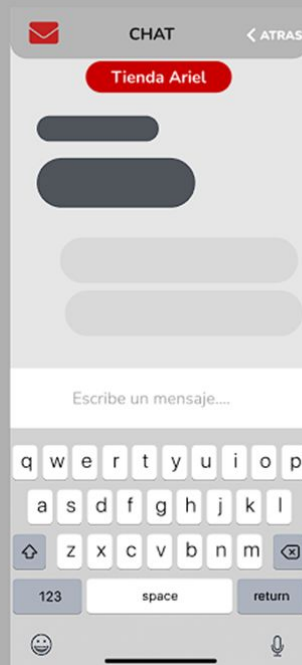 CHAT
ATRAS
Tienda Ariel
Escribe un mensaje....
q w e r t y u i o p
a s d f g h j k l
z x c v b n m
123 space return